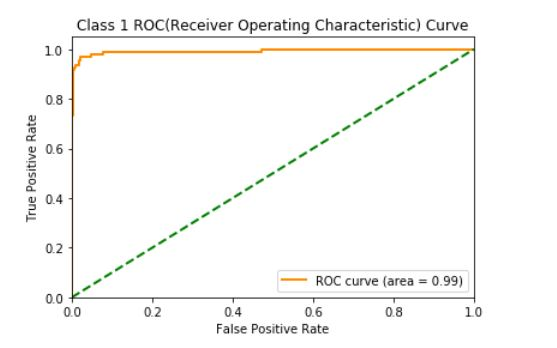 Class 1 ROC(Receiver Operating Characteristic) Curve
True Positive Rate
1.0
0.8
0.6
0.4
0.2
0.0
ROC curve (area = 0.99)
0.0 0.2 0.4 0.6 0.8 1.0
False Positive Rate